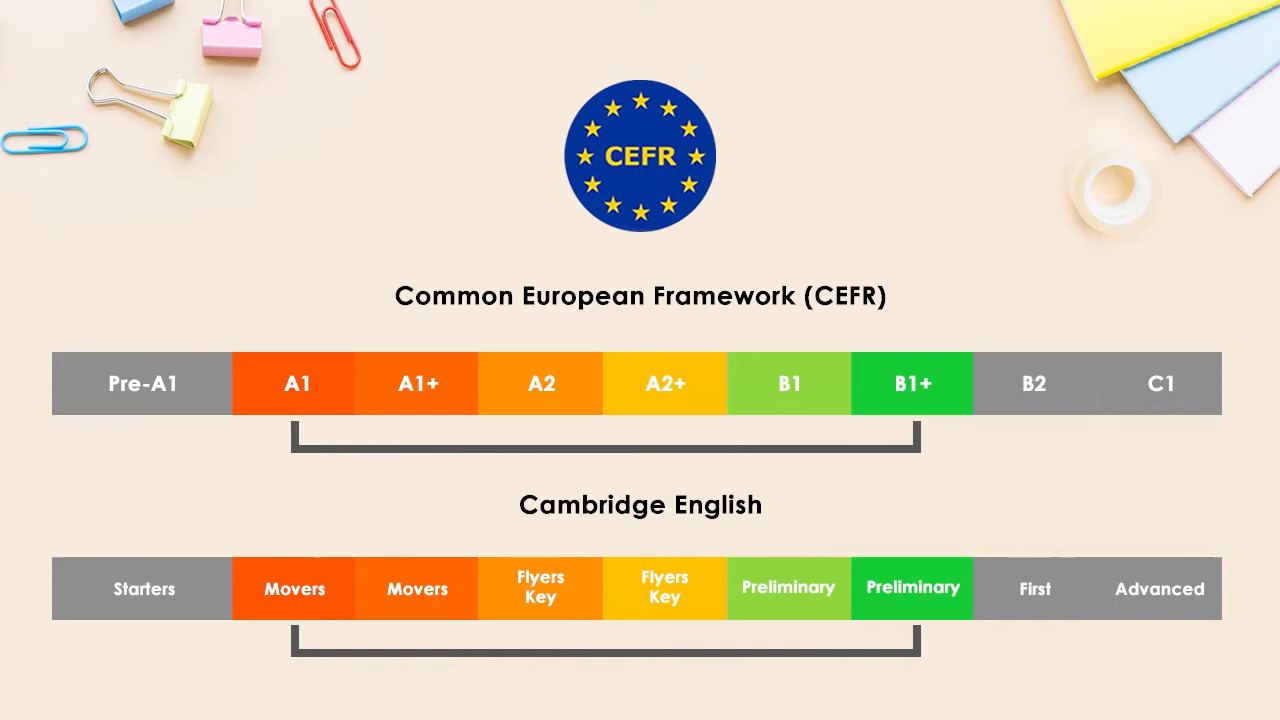 CEFR
Common European Framework (CEFR)
Pre-A1 A1 A1+ A2 A2+ B1 B1+ B2 C1
Cambridge English
Starters Movers Movers Flyers Key Flyers Key Preliminary Preliminary First Advanced